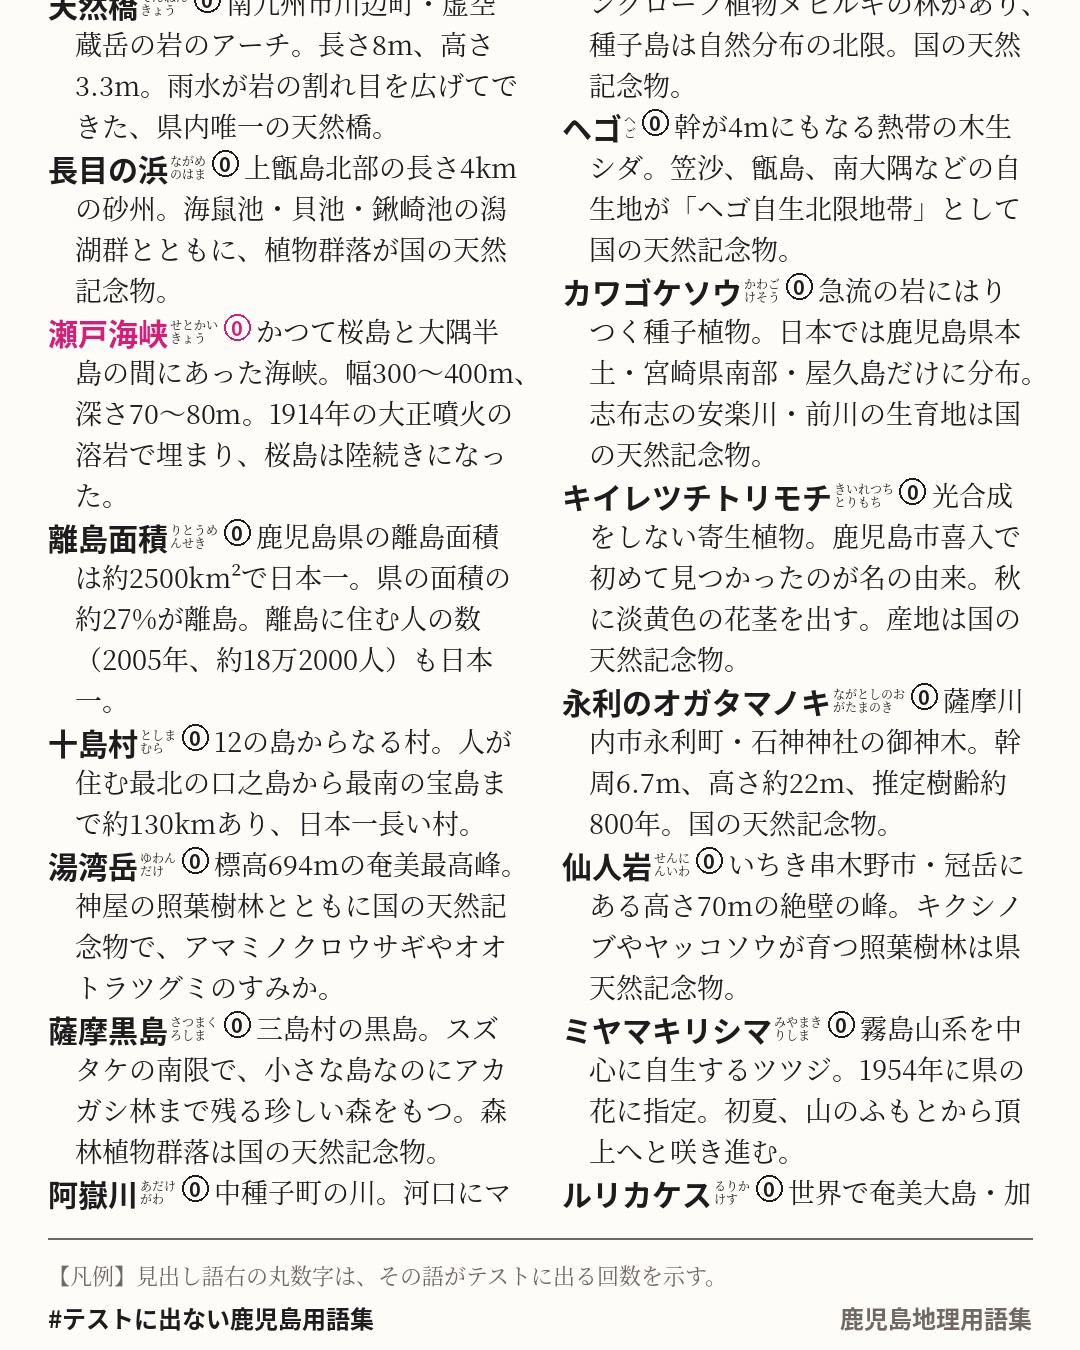 天然橋 ⓪ 南九州市川辺町・虚空
蔵岳の岩のアーチ。長さ8m、高さ
3.3m。雨水が岩の割れ目を広げてで
きた、県内唯一の天然橋。
長目の浜 ながめのはま ⓪ 上甑島北部の長さ4km
の砂州。海鼠池・貝池・鍬崎池の潟
湖群とともに、植物群落が国の天然
記念物。
瀬戸海峡 せとかいきょう ⓪ かつて桜島と大隅半
島の間にあった海峡。幅300〜400m、
深さ70〜80m。1914年の大正噴火の
溶岩で埋まり、桜島は陸続きになっ
た。
離島面積 りとうめんせき ⓪ 鹿児島県の離島面積
は約2500km²で日本一。県の面積の
約27%が離島。離島に住む人の数
（2005年、約18万2000人）も日本
一。
十島村 としまむら ⓪ 12の島からなる村。人が
住む最北の口之島から最南の宝島ま
で約130kmあり、日本一長い村。
湯湾岳 ゆわんだけ ⓪ 標高694mの奄美最高峰。
神屋の照葉樹林とともに国の天然記
念物で、アマミノクロウサギやオオ
トラツグミのすみか。
薩摩黒島 さつまくろしま ⓪ 三島村の黒島。スズ
タケの南限で、小さな島なのにアカ
ガシ林まで残る珍しい森をもつ。森
林植物群落は国の天然記念物。
阿嶽川 あだけがわ ⓪ 中種子町の川。河口にマ
ングローブ植物メヒルギの林があり、
種子島は自然分布の北限。国の天然
記念物。
ヘゴ へご ⓪ 幹が4mにもなる熱帯の木生
シダ。笠沙、甑島、南大隅などの自
生地が「ヘゴ自生北限地帯」として
国の天然記念物。
カワゴケソウ かわごけそう ⓪ 急流の岩にはり
つく種子植物。日本では鹿児島県本
土・宮崎県南部・屋久島だけに分布。
志布志の安楽川・前川の生育地は国
の天然記念物。
キイレツチトリモチ きいれつちとりもち ⓪ 光合成
をしない寄生植物。鹿児島市喜入で
初めて見つかったのが名の由来。秋
に淡黄色の花茎を出す。産地は国の
天然記念物。
永利のオガタマノキ ながとしのおがたまのき ⓪ 薩摩川
内市永利町・石神神社の御神木。幹
周6.7m、高さ約22m、推定樹齢約
800年。国の天然記念物。
仙人岩 せんにんいわ ⓪ いちき串木野市・冠岳に
ある高さ70mの絶壁の峰。キクシノ
ブやヤッコソウが育つ照葉樹林は県
天然記念物。
ミヤマキリシマ みやまきりしま ⓪ 霧島山系を中
心に自生するツツジ。1954年に県の
花に指定。初夏、山のふもとから頂
上へと咲き進む。
ルリカケス るりかけす ⓪ 世界で奄美大島・加
【凡例】見出し語右の丸数字は、その語がテストに出る回数を示す。
#テストに出ない鹿児島用語集
鹿児島地理用語集